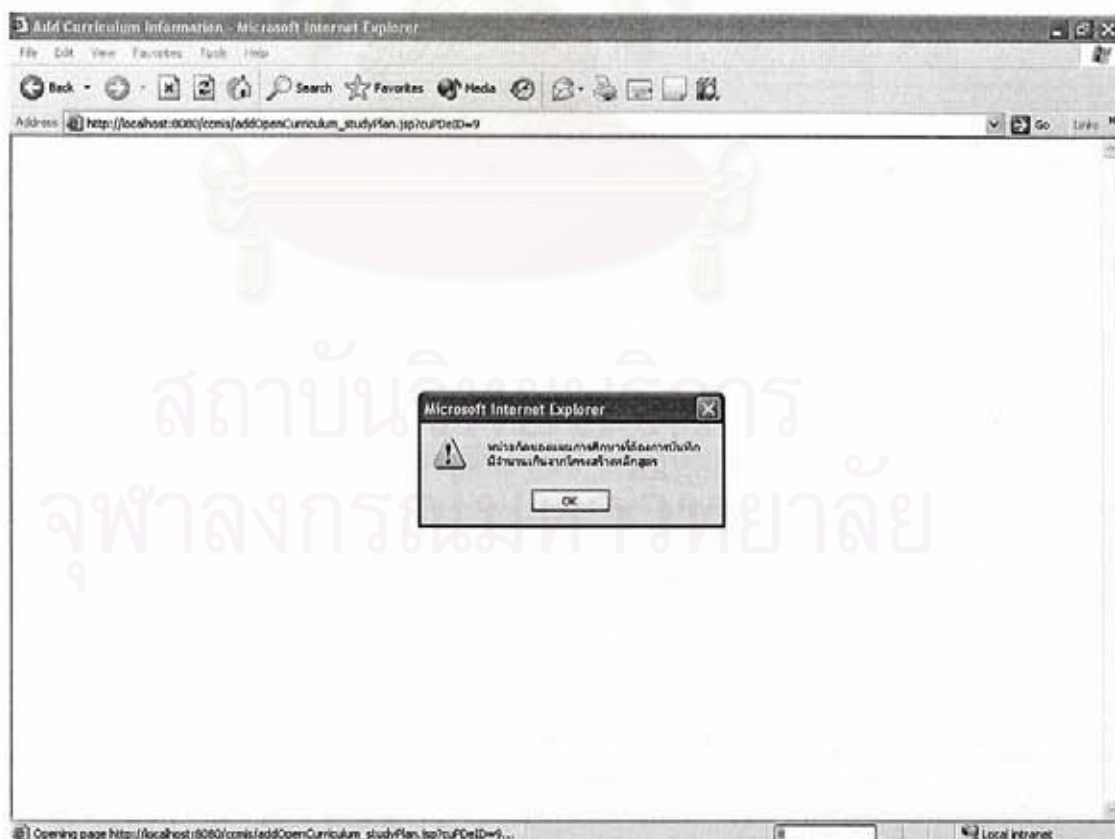 Add Curriculum Information - Microsoft Internet Explorer
File Edit View Favorites Tools Help
Back Search Favorites Media
Address http://localhost:8080/ccmis/addOpenCurriculum_studyPlan.jsp?cuPDeID=9 Go Links
สถาบันวิทยบริการ
Microsoft Internet Explorer
หน่วยกิตของแผนการศึกษาที่ต้องการบันทึก
มีจำนวนเกินจากโครงสร้างหลักสูตร
OK
จุฬาลงกรณ์มหาวิทยาลัย
Opening page http://localhost:8080/ccmis/addOpenCurriculum_studyPlan.jsp?cuPDeID=9...
Local intranet